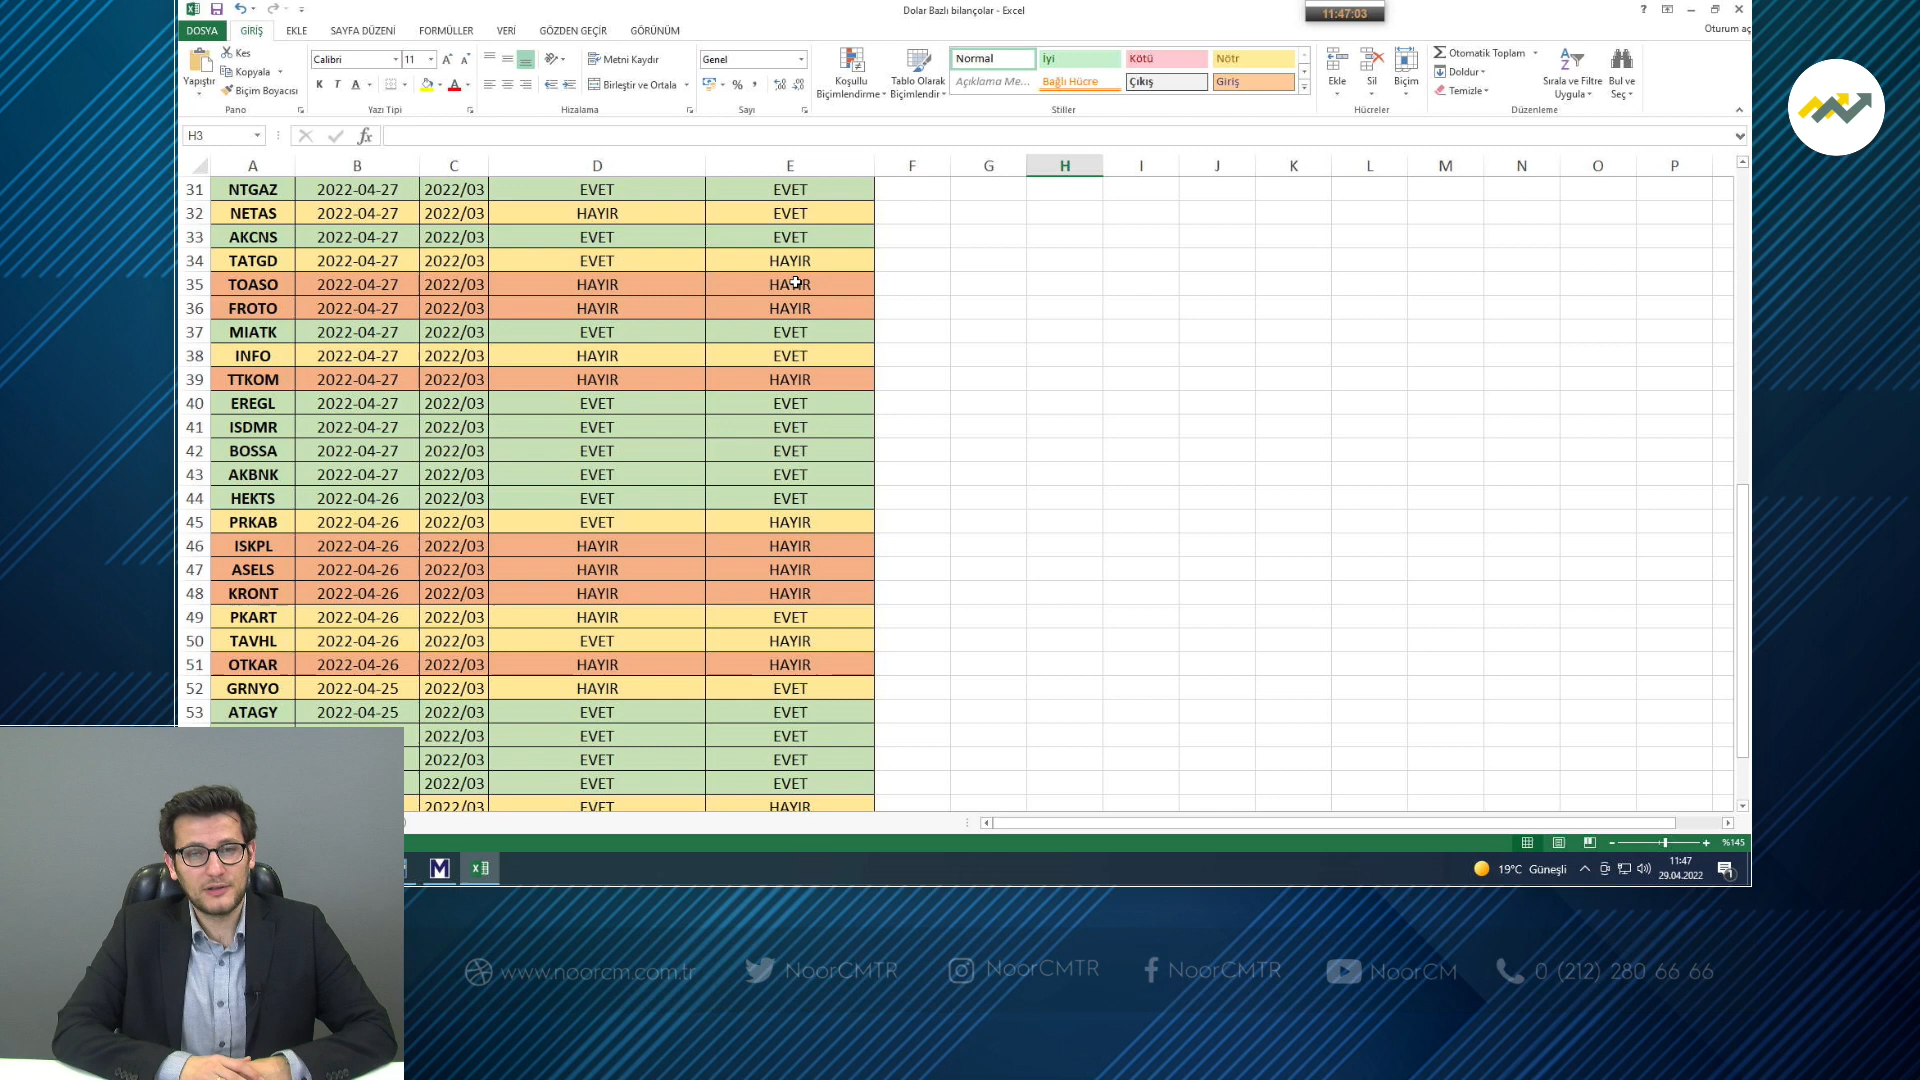 Dolar Bazlı bilançolar - Excel
11:47:03
?
Oturum aç
DOSYA GİRİŞ EKLE SAYFA DÜZENİ FORMÜLLER VERİ GÖZDEN GEÇİR GÖRÜNÜM
Yapıştır
Kes
Kopyala
Biçim Boyacısı
Pano
Calibri 11
K T A
Yazı Tipi
Metni Kaydır
Birleştir ve Ortala
Hizalama
Genel
Sayı
Koşullu Biçimlendirme
Tablo Olarak Biçimlendir
Normal İyi Kötü Nötr
Açıklama Me... Bağlı Hücre Çıkış Giriş
Stiller
Ekle Sil Biçim
Hücreler
Otomatik Toplam
Doldur
Temizle
Sırala ve Filtre Uygula
Bul ve Seç
Düzenleme
H3 fx
A B C D E F G H I J K L M N O P
31 NTGAZ 2022-04-27 2022/03 EVET EVET
32 NETAS 2022-04-27 2022/03 HAYIR EVET
33 AKCNS 2022-04-27 2022/03 EVET EVET
34 TATGD 2022-04-27 2022/03 EVET HAYIR
35 TOASO 2022-04-27 2022/03 HAYIR HAYIR
36 FROTO 2022-04-27 2022/03 HAYIR HAYIR
37 MIATK 2022-04-27 2022/03 EVET EVET
38 INFO 2022-04-27 2022/03 HAYIR EVET
39 TTKOM 2022-04-27 2022/03 HAYIR HAYIR
40 EREGL 2022-04-27 2022/03 EVET EVET
41 ISDMR 2022-04-27 2022/03 EVET EVET
42 BOSSA 2022-04-27 2022/03 EVET EVET
43 AKBNK 2022-04-27 2022/03 EVET EVET
44 HEKTS 2022-04-26 2022/03 EVET EVET
45 PRKAB 2022-04-26 2022/03 EVET HAYIR
46 ISKPL 2022-04-26 2022/03 HAYIR HAYIR
47 ASELS 2022-04-26 2022/03 HAYIR HAYIR
48 KRONT 2022-04-26 2022/03 HAYIR HAYIR
49 PKART 2022-04-26 2022/03 HAYIR EVET
50 TAVHL 2022-04-26 2022/03 EVET HAYIR
51 OTKAR 2022-04-26 2022/03 HAYIR HAYIR
52 GRNYO 2022-04-25 2022/03 HAYIR EVET
53 ATAGY 2022-04-25 2022/03 EVET EVET
2022/03 EVET EVET
2022/03 EVET EVET
2022/03 EVET EVET
2022/03 EVET HAYIR
%145
19°C Güneşli
11:47
29.04.2022
1
www.noorcm.com.tr NoorCMTR NoorCMTR NoorCMTR NoorCM 0 (212) 280 66 66